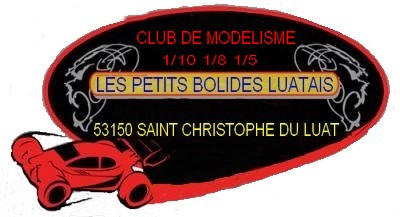 CLUB DE MODELISME
1/10 1/8 1/5
LES PETITS BOLIDES LUATAIS
53150 SAINT CHRISTOPHE DU LUAT